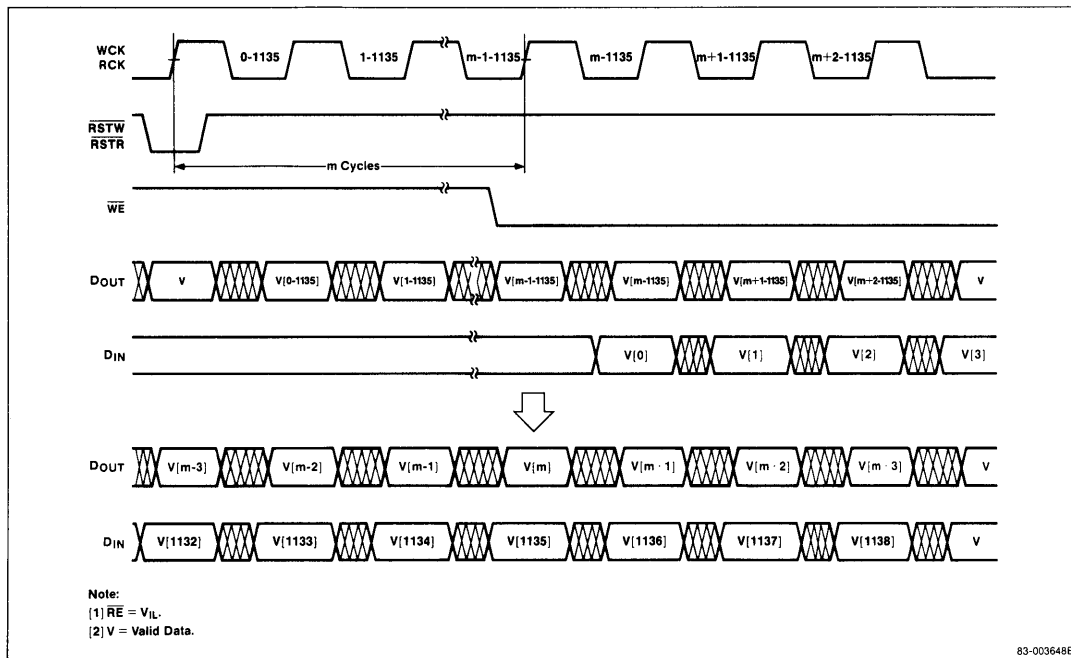 WCK
RCK
0-1135 1-1135 m-1-1135 m-1135 m+1-1135 m+2-1135
RSTW
RSTR
m Cycles
WE
DOUT V V[0-1135] V[1-1135] V[m-1-1135] V[m-1135] V[m+1-1135] V[m+2-1135] V
DIN V[0] V[1] V[2] V[3]
DOUT V[m-3] V[m-2] V[m-1] V[m] V[m · 1] V[m · 2] V[m · 3] V
DIN V[1132] V[1133] V[1134] V[1135] V[1136] V[1137] V[1138] V
Note:
[1] RE = VIL.
[2] V = Valid Data.
83-003648B